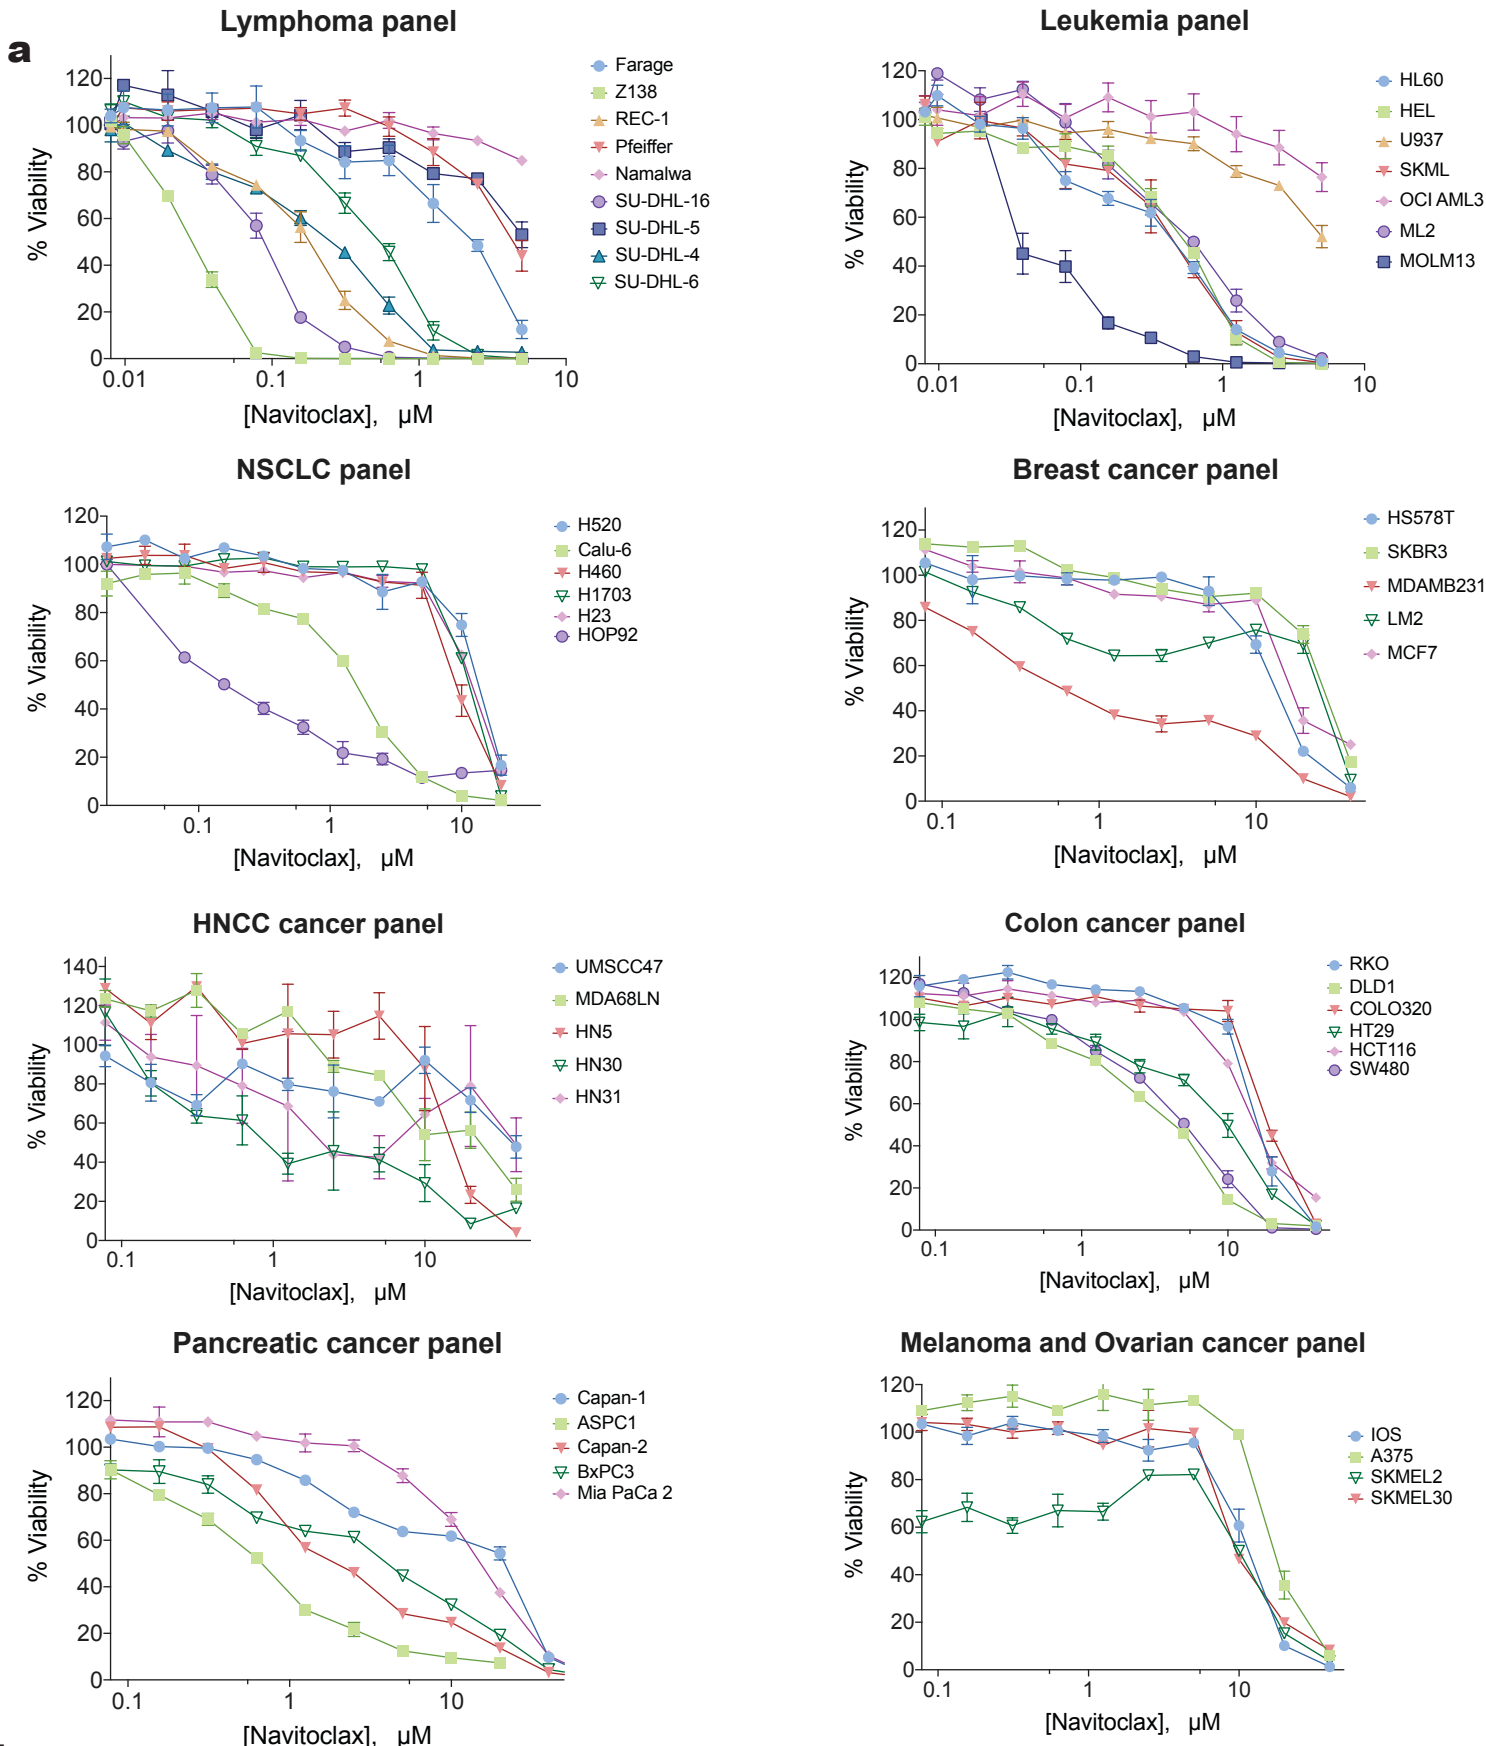 a
Lymphoma panel
% Viability
120
100
80
60
40
20
0
0.01 0.1 1 10
[Navitoclax], µM
Farage
Z138
REC-1
Pfeiffer
Namalwa
SU-DHL-16
SU-DHL-5
SU-DHL-4
SU-DHL-6
Leukemia panel
% Viability
120
100
80
60
40
20
0
0.01 0.1 1 10
[Navitoclax], µM
HL60
HEL
U937
SKML
OCI AML3
ML2
MOLM13
NSCLC panel
% Viability
120
100
80
60
40
20
0
0.1 1 10
[Navitoclax], µM
H520
Calu-6
H460
H1703
H23
HOP92
Breast cancer panel
% Viability
120
100
80
60
40
20
0
0.1 1 10
[Navitoclax], µM
HS578T
SKBR3
MDAMB231
LM2
MCF7
HNCC cancer panel
% Viability
140
120
100
80
60
40
20
0
0.1 1 10
[Navitoclax], µM
UMSCC47
MDA68LN
HN5
HN30
HN31
Colon cancer panel
% Viability
120
100
80
60
40
20
0
0.1 1 10
[Navitoclax], µM
RKO
DLD1
COLO320
HT29
HCT116
SW480
Pancreatic cancer panel
% Viability
120
100
80
60
40
20
0
0.1 1 10
[Navitoclax], µM
Capan-1
ASPC1
Capan-2
BxPC3
Mia PaCa 2
Melanoma and Ovarian cancer panel
% Viability
120
100
80
60
40
20
0
0.1 1 10
[Navitoclax], µM
IOS
A375
SKMEL2
SKMEL30